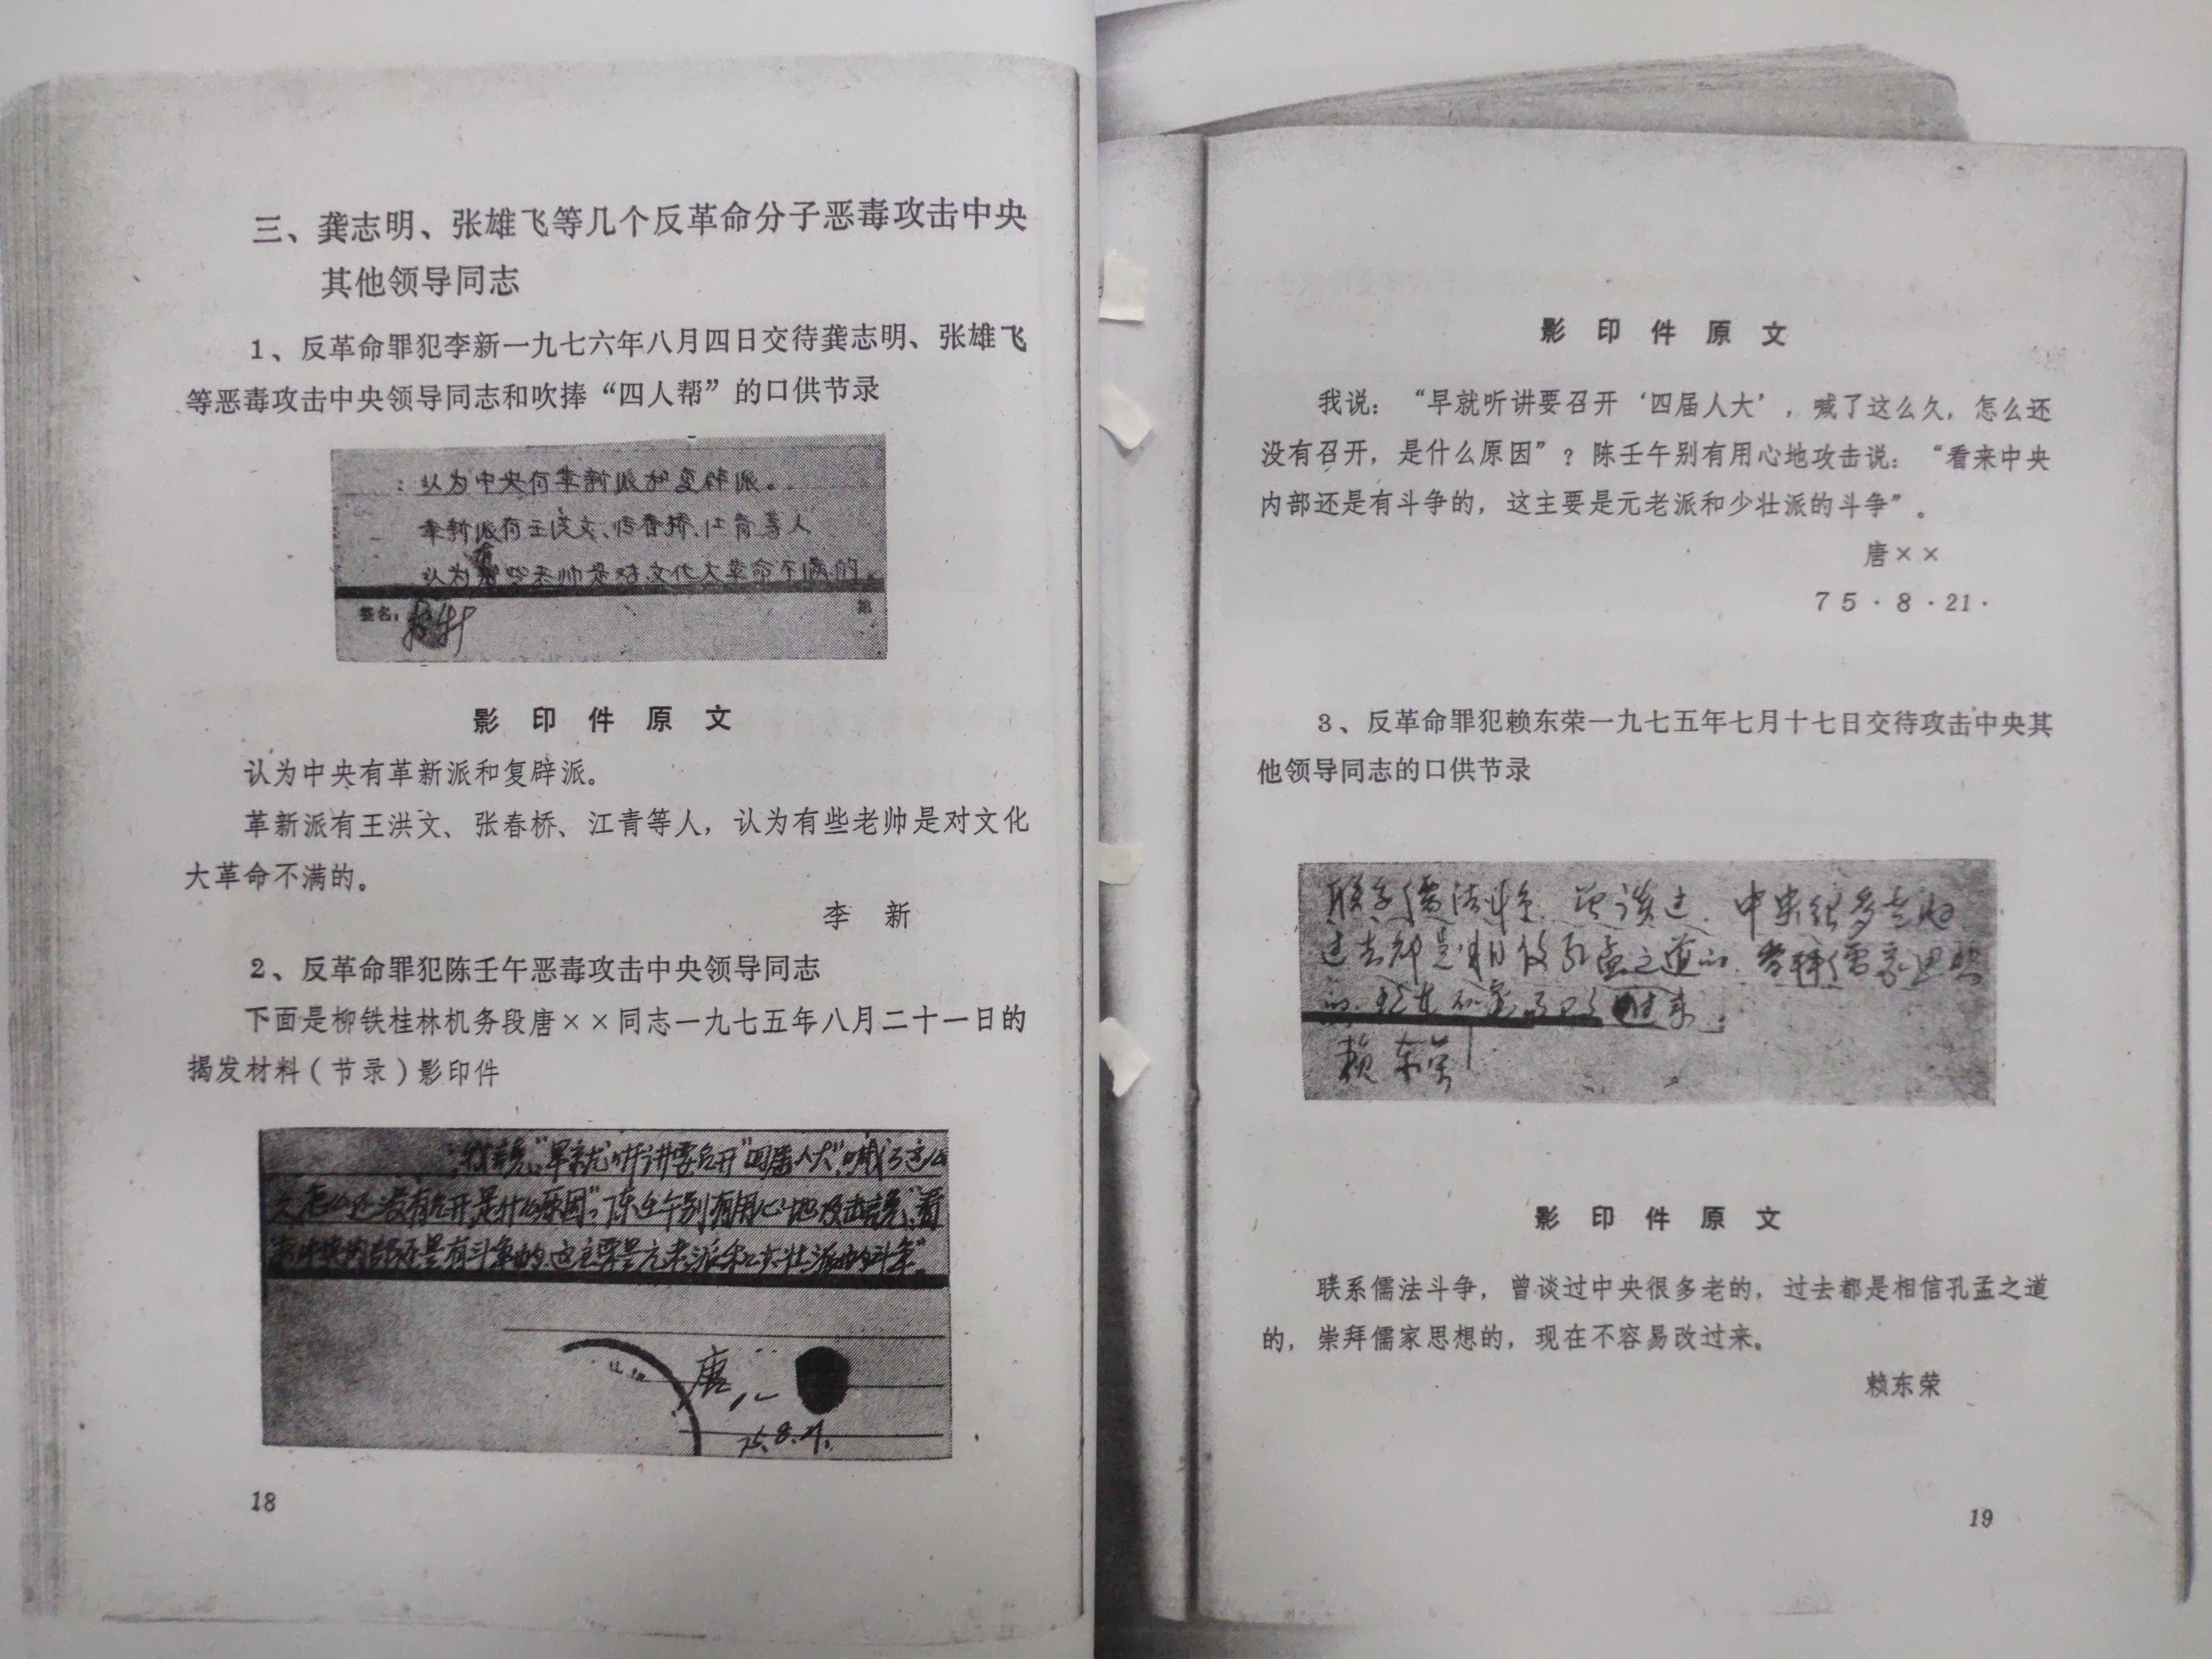 三、龚志明、张雄飞等几个反革命分子恶毒攻击中央
其他领导同志
1、反革命罪犯李新一九七六年八月四日交待龚志明、张雄飞
等恶毒攻击中央领导同志和吹捧“四人帮”的口供节录
认为中央有革新派和复辟派。
革新派有王洪文、张春桥、江青等人
认为有些老帅是对文化大革命不满的。
签名: 第
影印件原文
认为中央有革新派和复辟派。
革新派有王洪文、张春桥、江青等人，认为有些老帅是对文化
大革命不满的。
李 新
2、反革命罪犯陈壬午恶毒攻击中央领导同志
下面是柳铁桂林机务段唐××同志一九七五年八月二十一日的
揭发材料(节录)影印件
我说:“早就听讲要召开“四届人大”,喊了这么
久怎么还没有召开是什么原因”?陈壬午别有用心地攻击说:“看
来中央内部还是有斗争的,这主要是元老派和少壮派的斗争”。
唐
75.8.21.
18
影印件原文
我说：“早就听讲要召开‘四届人大’，喊了这么久，怎么还
没有召开，是什么原因”？陈壬午别有用心地攻击说：“看来中央
内部还是有斗争的，这主要是元老派和少壮派的斗争”。
唐××
75·8·21·
3、反革命罪犯赖东荣一九七五年七月十七日交待攻击中央其
他领导同志的口供节录
联系儒法斗争，曾谈过，中央很多老的
过去都是相信孔孟之道的，崇拜儒家思想
的，现在不容易改过来。
赖东荣
影印件原文
联系儒法斗争，曾谈过中央很多老的，过去都是相信孔孟之道
的，崇拜儒家思想的，现在不容易改过来。
赖东荣
19